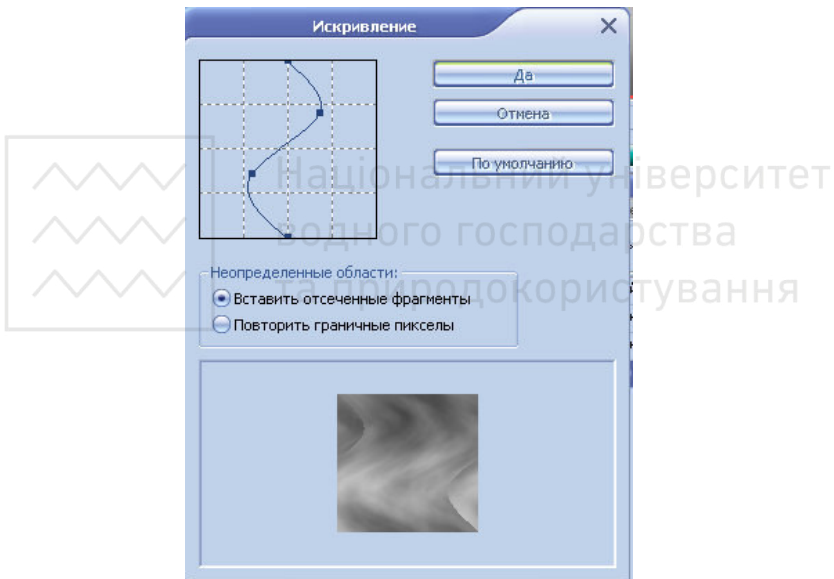 Искривление
Да
Отмена
По умолчанию
Національний університет
водного господарства
та природокористування
Неопределенные области:
Вставить отсеченные фрагменты
Повторить граничные пикселы